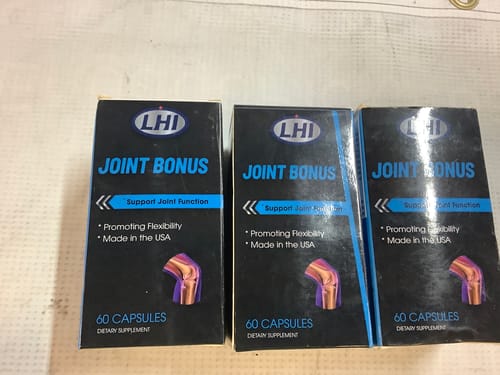 LHI
JOINT BONUS
Support Joint Function
* Promoting Flexibility
* Made in the USA
60 CAPSULES
DIETARY SUPPLEMENT
LHI
JOINT BONUS
Support Joint Function
* Promoting Flexibility
* Made in the USA
60 CAPSULES
DIETARY SUPPLEMENT
LHI
JOINT BONUS
Support Joint Function
* Promoting Flexibility
* Made in the USA
60 CAPSULES
DIETARY SUPPLEMENT